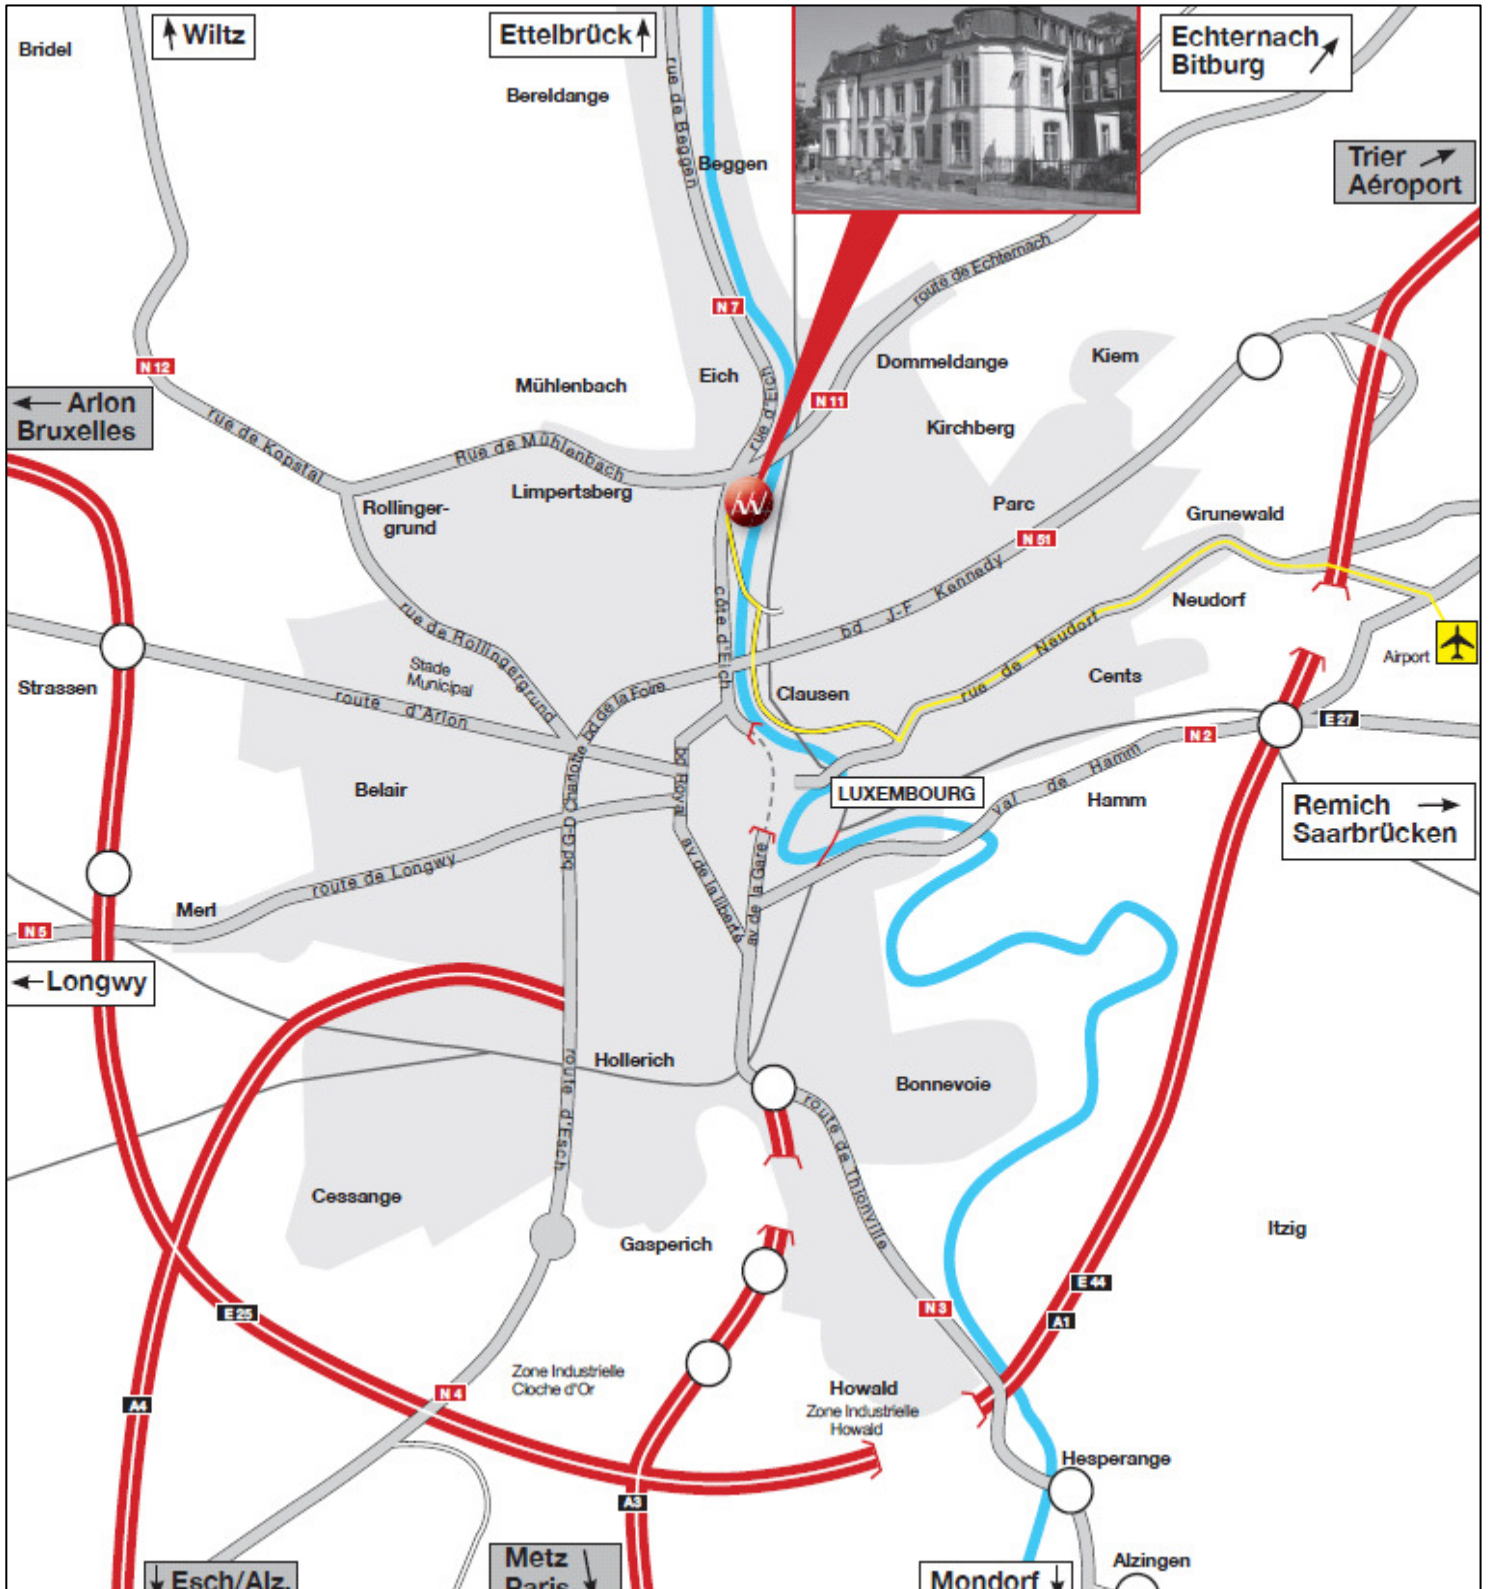 Wiltz
Ettelbrück
Echternach
Bitburg
Bridel
Bereldange
rue de Beggen
Beggen
Trier
Aéroport
route de Echternach
N 7
N 12
Mühlenbach
Eich
rue d'Eich
Dommeldange
Kiem
N 11
Arlon
Bruxelles
rue de Kopstal
Rue de Mühlenbach
Kirchberg
Limpertsberg
Rollinger-
grund
Parc
Grunewald
N 51
bd J-F Kennedy
côte d'Eich
rue de Rollingergrund
Neudorf
rue de Neudorf
Airport
Stade
Municipal
Strassen
route d'Arlon
bd de la Foire
Clausen
Cents
E 27
N 2
bd G-D Charlotte
bd Royal
Belair
LUXEMBOURG
val de Hamm
Hamm
Remich
Saarbrücken
route de Longwy
av de la liberté
av de la Gare
Merl
N 5
Longwy
Hollerich
route d'Esch
Bonnevoie
route de Thionville
Cessange
Gasperich
Itzig
E 25
N 3
E 44
A1
Zone Industrielle
Cloche d'Or
N 4
A4
Howald
Zone Industrielle
Howald
Hesperange
A3
Alzingen
Esch/Alz.
Metz
Paris
Mondorf